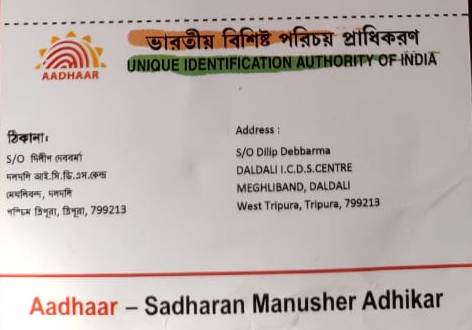 ভারতীয় বিশিষ্ট পরিচয় প্রাধিকরণ
UNIQUE IDENTIFICATION AUTHORITY OF INDIA
AADHAAR
ঠিকানা:
S/O দিলীপ দেববর্মা
দলদলি আই.সি.ডি.এস.কেন্দ্র
মেঘলিবন্দ, দলদলি
পশ্চিম ত্রিপুরা, ত্রিপুরা, 799213
Address :
S/O Dilip Debbarma
DALDALI I.C.D.S.CENTRE
MEGHLIBAND, DALDALI
West Tripura, Tripura, 799213
Aadhaar – Sadharan Manusher Adhikar